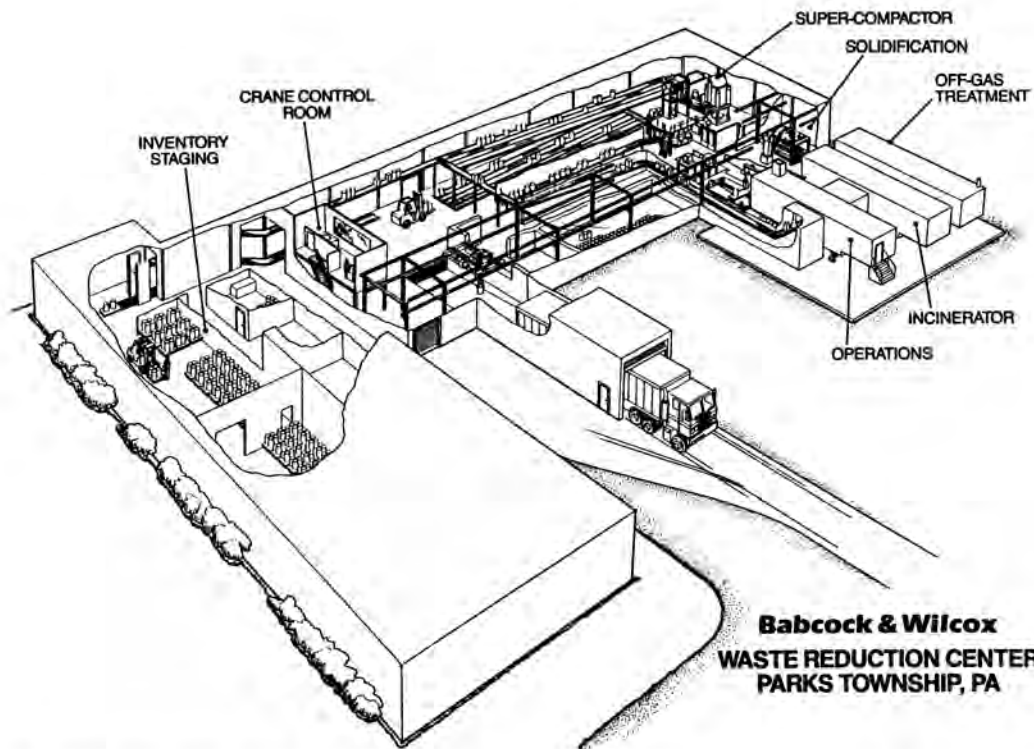 SUPER-COMPACTOR
SOLIDIFICATION
OFF-GAS
TREATMENT
CRANE CONTROL
ROOM
INVENTORY
STAGING
INCINERATOR
OPERATIONS
Babcock & Wilcox
WASTE REDUCTION CENTER
PARKS TOWNSHIP, PA